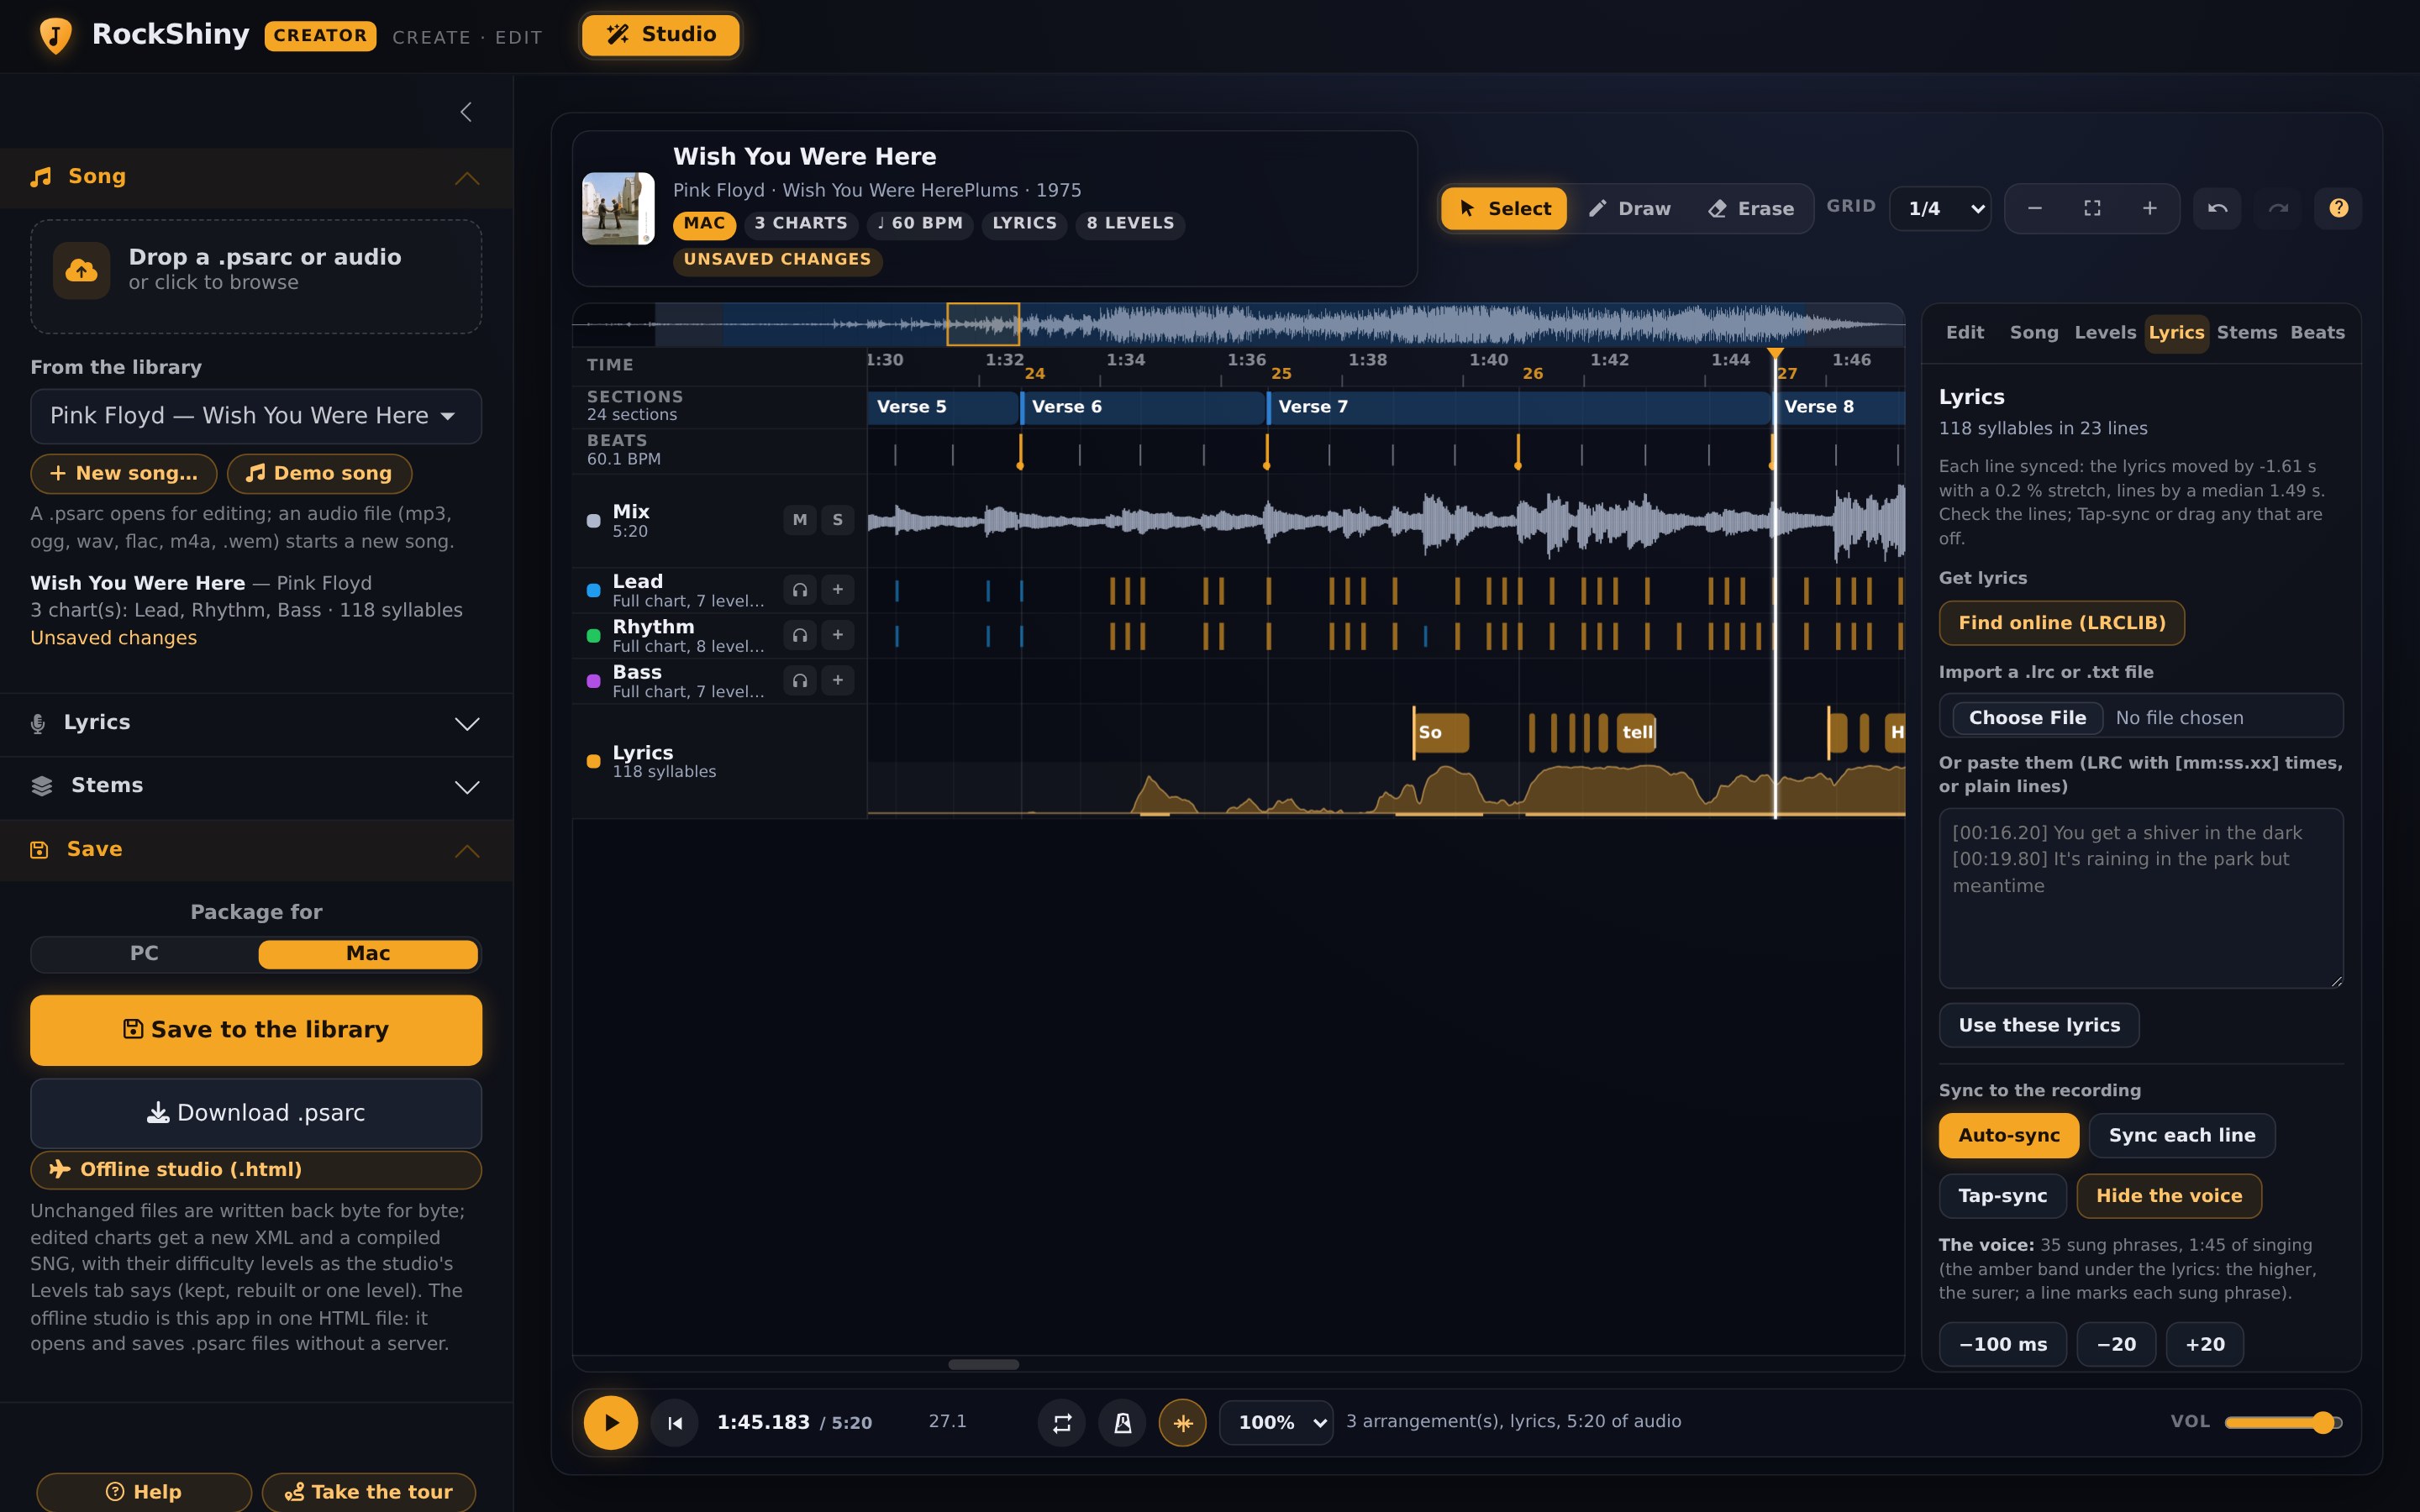 RockShiny CREATOR CREATE · EDIT Studio
Song
Drop a .psarc or audio
or click to browse
From the library
Pink Floyd — Wish You Were Here
+ New song... Demo song
A .psarc opens for editing; an audio file (mp3,
ogg, wav, flac, m4a, .wem) starts a new song.
Wish You Were Here — Pink Floyd
3 chart(s): Lead, Rhythm, Bass · 118 syllables
Unsaved changes
Lyrics
Stems
Save
Package for
PC Mac
Save to the library
Download .psarc
Offline studio (.html)
Unchanged files are written back byte for byte;
edited charts get a new XML and a compiled
SNG, with their difficulty levels as the studio's
Levels tab says (kept, rebuilt or one level). The
offline studio is this app in one HTML file: it
opens and saves .psarc files without a server.
Help Take the tour
Wish You Were Here
Pink Floyd · Wish You Were HerePlums · 1975
MAC 3 CHARTS ♩ 60 BPM LYRICS 8 LEVELS
UNSAVED CHANGES
Select Draw Erase GRID 1/4 − + ?
TIME 1:30 1:32 1:34 1:36 1:38 1:40 1:42 1:44 1:46
24 25 26 27
SECTIONS
24 sections
Verse 5 Verse 6 Verse 7 Verse 8
BEATS
60.1 BPM
Mix
5:20
M S
Lead
Full chart, 7 level...
+
Rhythm
Full chart, 8 level...
+
Bass
Full chart, 7 level...
+
Lyrics
118 syllables
So tell H
Edit Song Levels Lyrics Stems Beats
Lyrics
118 syllables in 23 lines
Each line synced: the lyrics moved by -1.61 s
with a 0.2 % stretch, lines by a median 1.49 s.
Check the lines; Tap-sync or drag any that are
off.
Get lyrics
Find online (LRCLIB)
Import a .lrc or .txt file
Choose File No file chosen
Or paste them (LRC with [mm:ss.xx] times,
or plain lines)
[00:16.20] You get a shiver in the dark
[00:19.80] It's raining in the park but
meantime
Use these lyrics
Sync to the recording
Auto-sync Sync each line
Tap-sync Hide the voice
The voice: 35 sung phrases, 1:45 of singing
(the amber band under the lyrics: the higher,
the surer; a line marks each sung phrase).
−100 ms −20 +20
1:45.183 / 5:20 27.1 100% 3 arrangement(s), lyrics, 5:20 of audio VOL